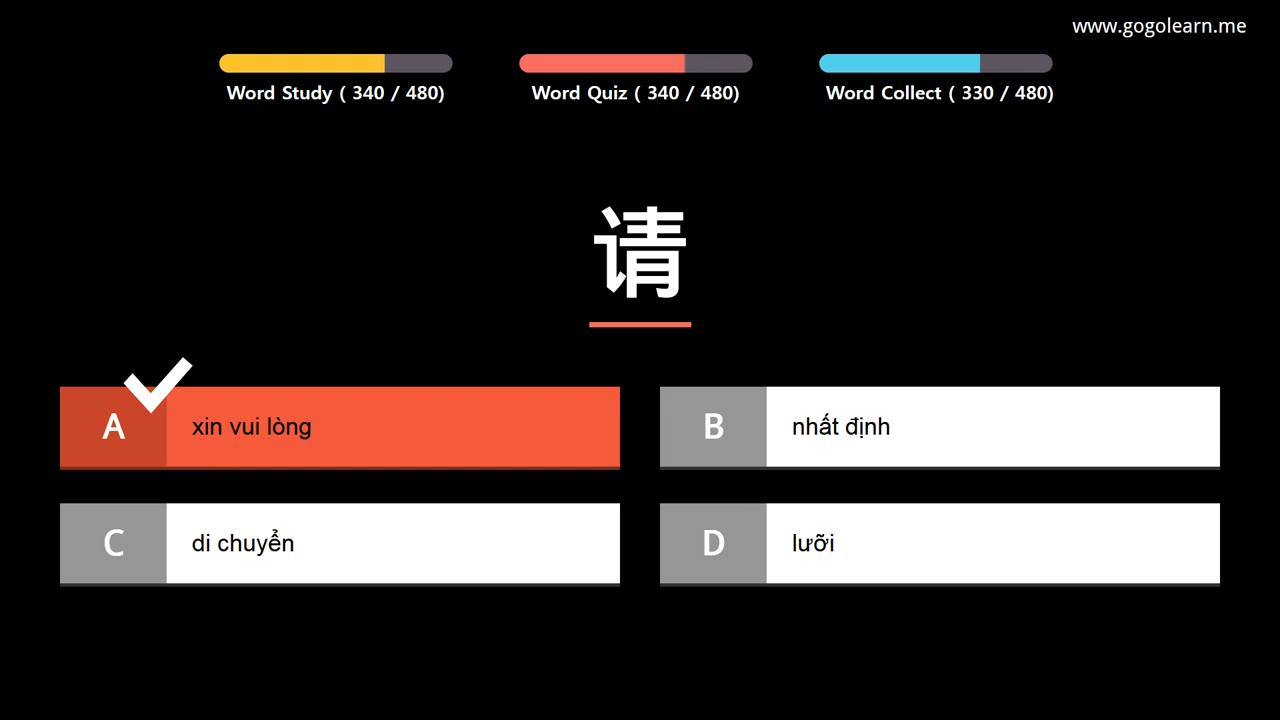 www.gogolearn.me
Word Study ( 340 / 480)
Word Quiz ( 340 / 480)
Word Collect ( 330 / 480)
请
A
xin vui lòng
B
nhất định
C
di chuyển
D
lưỡi